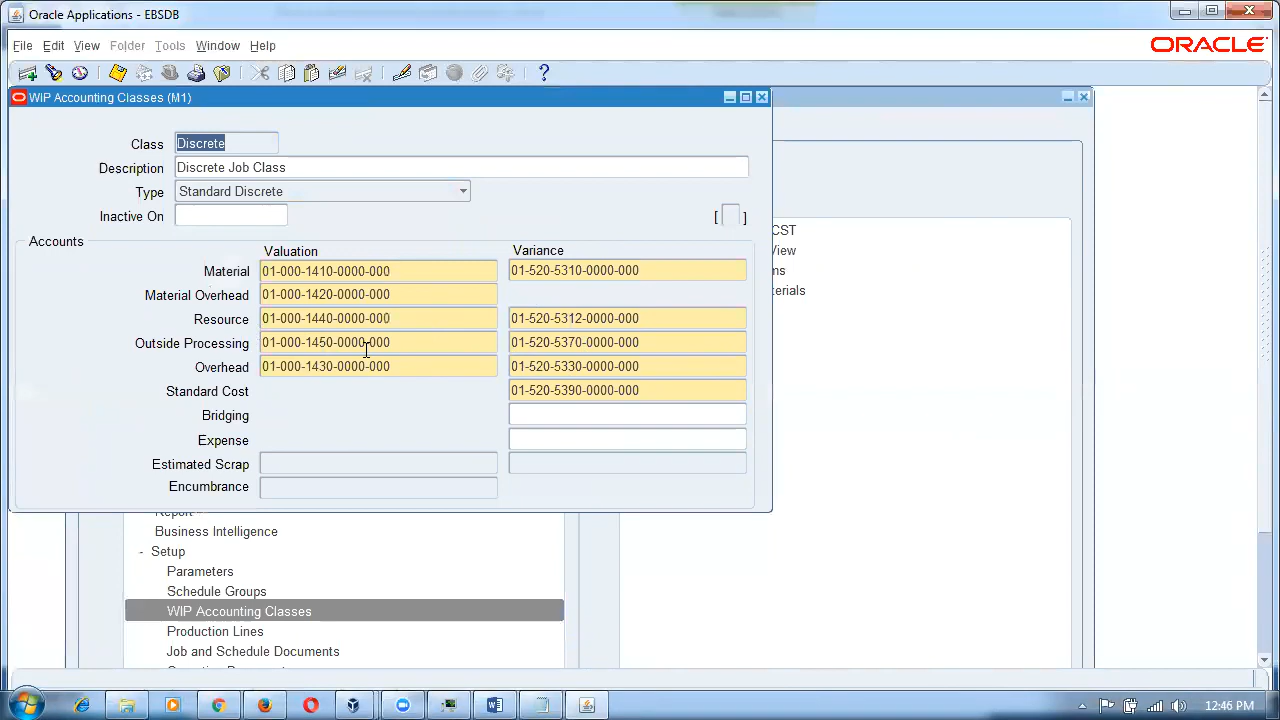 Oracle Applications - EBSDB
File Edit View Folder Tools Window Help
ORACLE
WIP Accounting Classes (M1)
Class Discrete
Description Discrete Job Class
Type Standard Discrete
Inactive On
[ ]
Accounts
Valuation Variance
Material 01-000-1410-0000-000 01-520-5310-0000-000
Material Overhead 01-000-1420-0000-000
Resource 01-000-1440-0000-000 01-520-5312-0000-000
Outside Processing 01-000-1450-0000-000 01-520-5370-0000-000
Overhead 01-000-1430-0000-000 01-520-5330-0000-000
Standard Cost 01-520-5390-0000-000
Bridging
Expense
Estimated Scrap
Encumbrance
CST
View
ms
erials
Report
Business Intelligence
- Setup
Parameters
Schedule Groups
WIP Accounting Classes
Production Lines
Job and Schedule Documents
12:46 PM